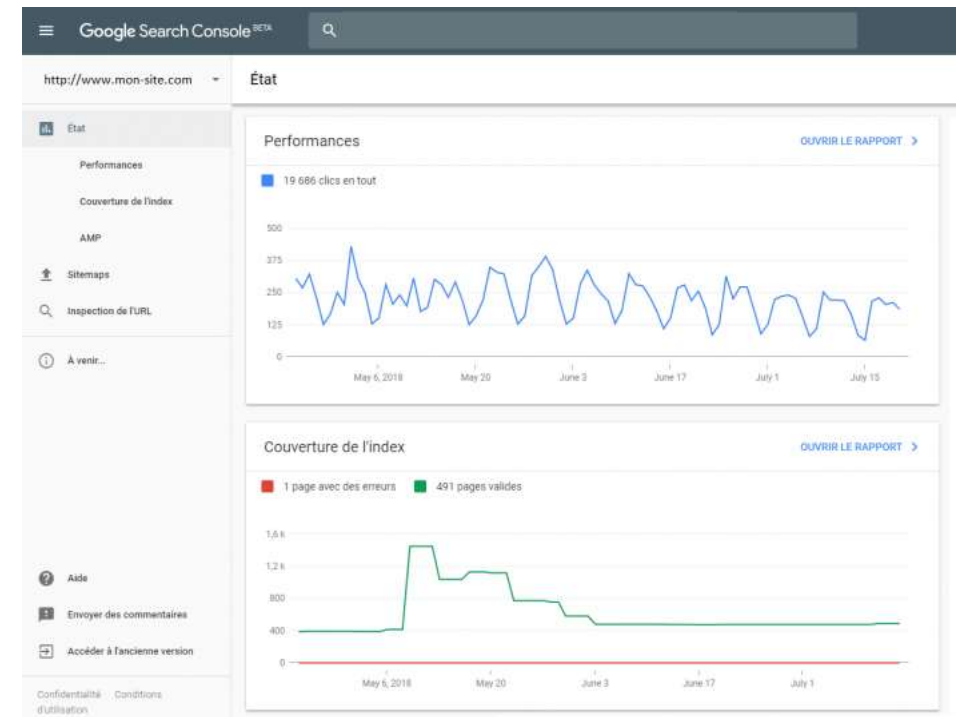 Google Search Console BETA
http://www.mon-site.com
État
État
Performances
Couverture de l'index
AMP
Sitemaps
Inspection de l'URL
À venir...
Aide
Envoyer des commentaires
Accéder à l'ancienne version
Confidentialité Conditions
d'utilisation
Performances OUVRIR LE RAPPORT
19 686 clics en tout
500
375
250
125
0
May 6, 2018 May 20 June 3 June 17 July 1 July 15
Couverture de l'index OUVRIR LE RAPPORT
1 page avec des erreurs 491 pages valides
1,6 k
1,2 k
800
400
0
May 6, 2018 May 20 June 3 June 17 July 1